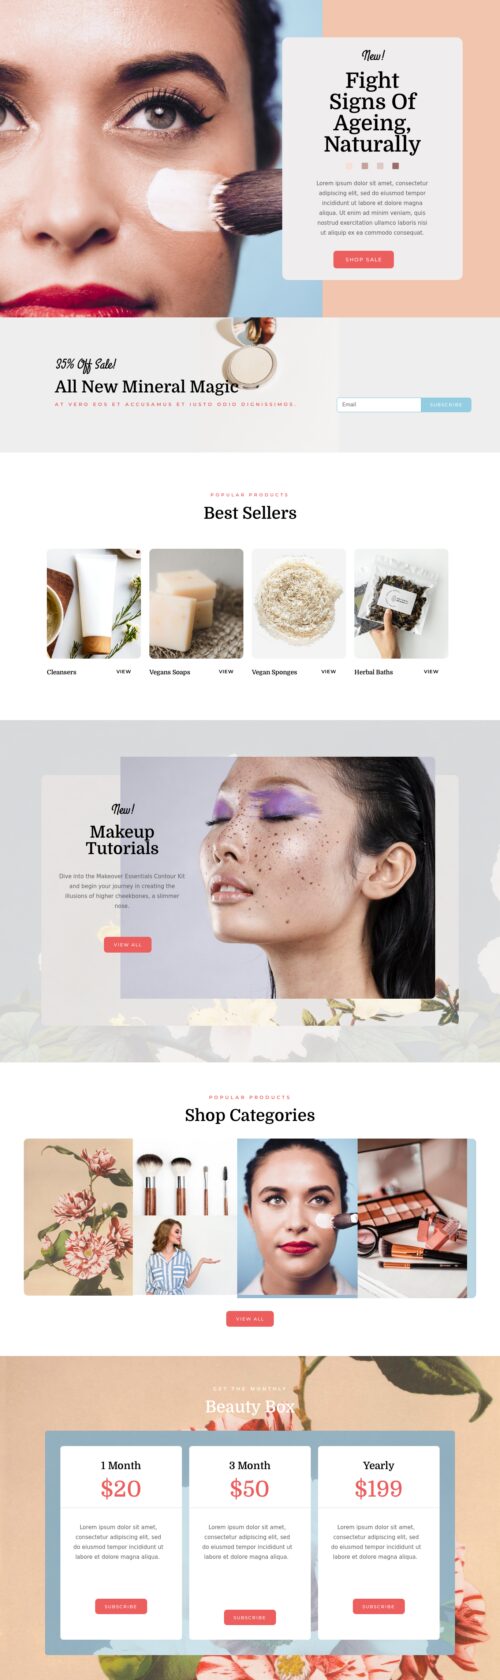 New!
Fight
Signs Of
Ageing,
Naturally
Lorem ipsum dolor sit amet, consectetur
adipiscing elit, sed do eiusmod tempor
incididunt ut labore et dolore magna
aliqua. Ut enim ad minim veniam, quis
nostrud exercitation ullamco laboris nisi
ut aliquip ex ea commodo consequat.
SHOP SALE
35% Off Sale!
All New Mineral Magic
AT VERO EOS ET ACCUSAMUS ET IUSTO ODIO DIGNISSIMOS.
Email
SUBSCRIBE
POPULAR PRODUCTS
Best Sellers
Cleansers
VIEW
Vegans Soaps
VIEW
Vegan Sponges
VIEW
Herbal Baths
VIEW
New!
Makeup
Tutorials
Dive into the Makeover Essentials Contour Kit
and begin your journey in creating the
illusions of higher cheekbones, a slimmer
nose.
VIEW ALL
POPULAR PRODUCTS
Shop Categories
VIEW ALL
GET THE MONTHLY
Beauty Box
1 Month
$20
Lorem ipsum dolor sit amet,
consectetur adipiscing elit, sed
do eiusmod tempor incididunt ut
labore et dolore magna aliqua.
SUBSCRIBE
3 Month
$50
Lorem ipsum dolor sit amet,
consectetur adipiscing elit, sed
do eiusmod tempor incididunt ut
labore et dolore magna aliqua.
SUBSCRIBE
Yearly
$199
Lorem ipsum dolor sit amet,
consectetur adipiscing elit, sed
do eiusmod tempor incididunt ut
labore et dolore magna aliqua.
SUBSCRIBE